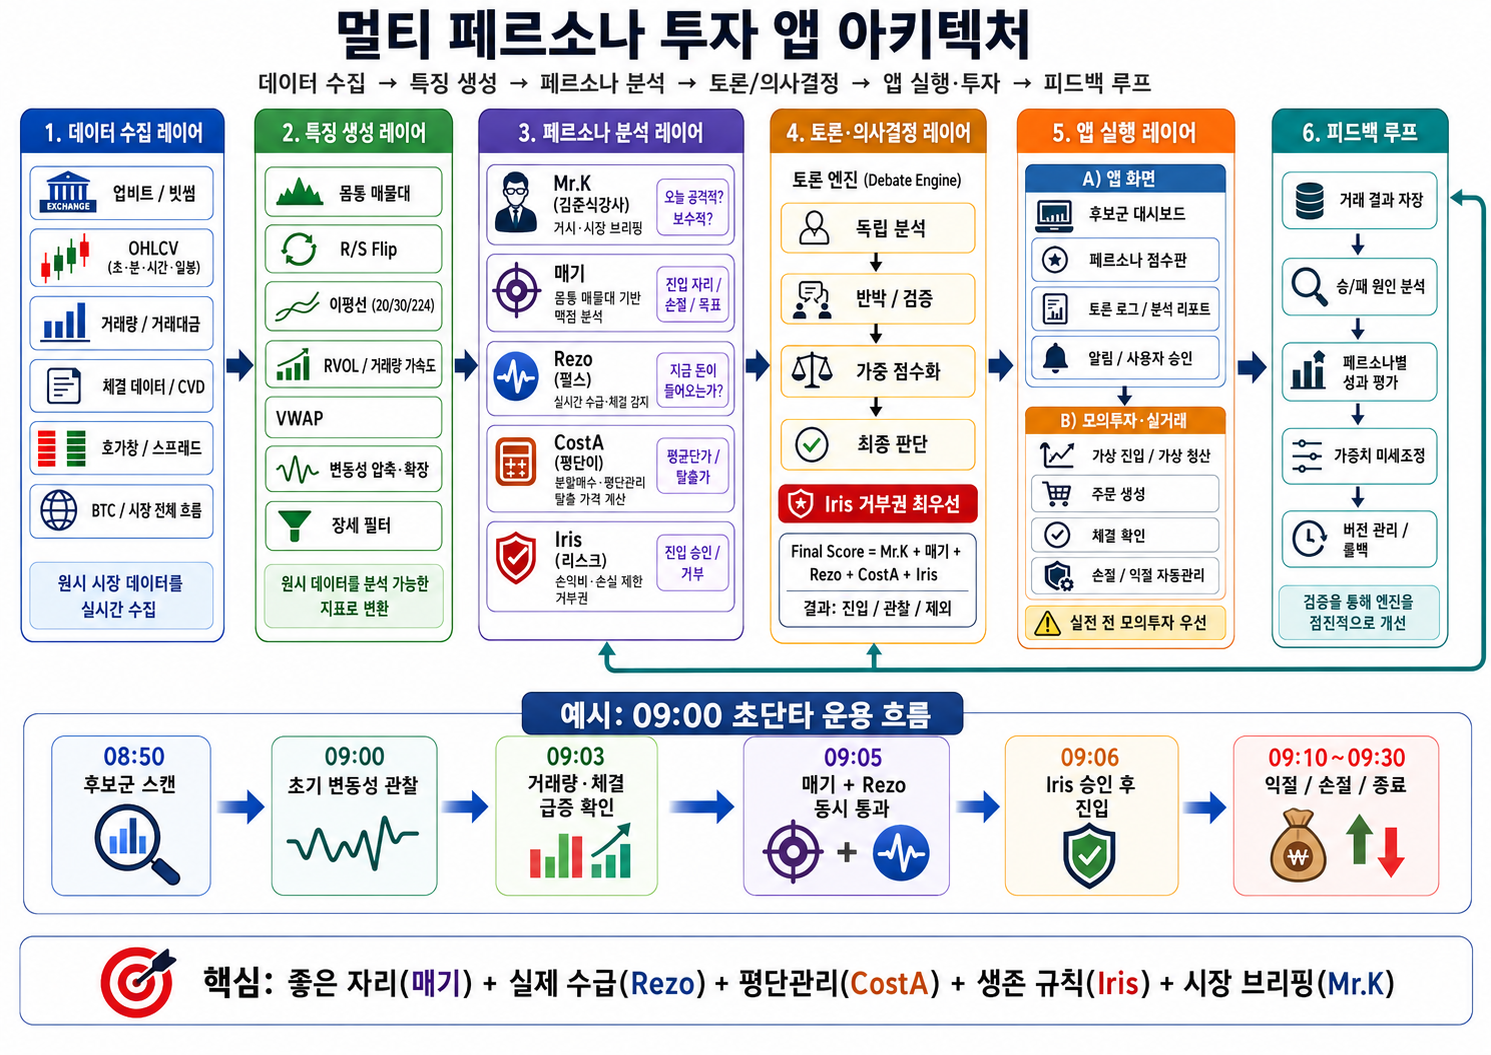 멀티 페르소나 투자 앱 아키텍처
데이터 수집 → 특징 생성 → 페르소나 분석 → 토론/의사결정 → 앱 실행·투자 → 피드백 루프
1. 데이터 수집 레이어
EXCHANGE
업비트 / 빗썸
OHLCV
(초·분·시간·일봉)
거래량 / 거래대금
체결 데이터 / CVD
호가창 / 스프레드
BTC / 시장 전체 흐름
원시 시장 데이터를
실시간 수집
2. 특징 생성 레이어
몸통 매물대
R/S Flip
이평선 (20/30/224)
RVOL / 거래량 가속도
VWAP
변동성 압축·확장
장세 필터
원시 데이터를 분석 가능한
지표로 변환
3. 페르소나 분석 레이어
Mr.K
(김준식강사)
거시·시장 브리핑
오늘 공격적?
보수적?
매기
몸통 매물대 기반
맥점 분석
진입 자리 /
손절 / 목표
Rezo
(펄스)
실시간 수급·체결 감지
지금 돈이
들어오는가?
CostA
(평단이)
분할매수·평단관리
탈출 가격 계산
평균단가 /
탈출가
Iris
(리스크)
손익비·손실 제한
거부권
진입 승인 /
거부
4. 토론·의사결정 레이어
토론 엔진 (Debate Engine)
독립 분석
반박 / 검증
가중 점수화
최종 판단
Iris 거부권 최우선
Final Score = Mr.K + 매기 +
Rezo + CostA + Iris
결과: 진입 / 관찰 / 제외
5. 앱 실행 레이어
A) 앱 화면
후보군 대시보드
페르소나 점수판
토론 로그 / 분석 리포트
알림 / 사용자 승인
B) 모의투자·실거래
가상 진입 / 가상 청산
주문 생성
체결 확인
손절 / 익절 자동관리
실전 전 모의투자 우선
6. 피드백 루프
거래 결과 저장
승/패 원인 분석
페르소나별
성과 평가
가중치 미세조정
버전 관리 /
롤백
검증을 통해 엔진을
점진적으로 개선
예시: 09:00 초단타 운용 흐름
08:50
후보군 스캔
09:00
초기 변동성 관찰
09:03
거래량·체결
급증 확인
09:05
매기 + Rezo
동시 통과
+
09:06
Iris 승인 후
진입
09:10~09:30
익절 / 손절 / 종료
₩
핵심: 좋은 자리(매기) + 실제 수급(Rezo) + 평단관리(CostA) + 생존 규칙(Iris) + 시장 브리핑(Mr.K)